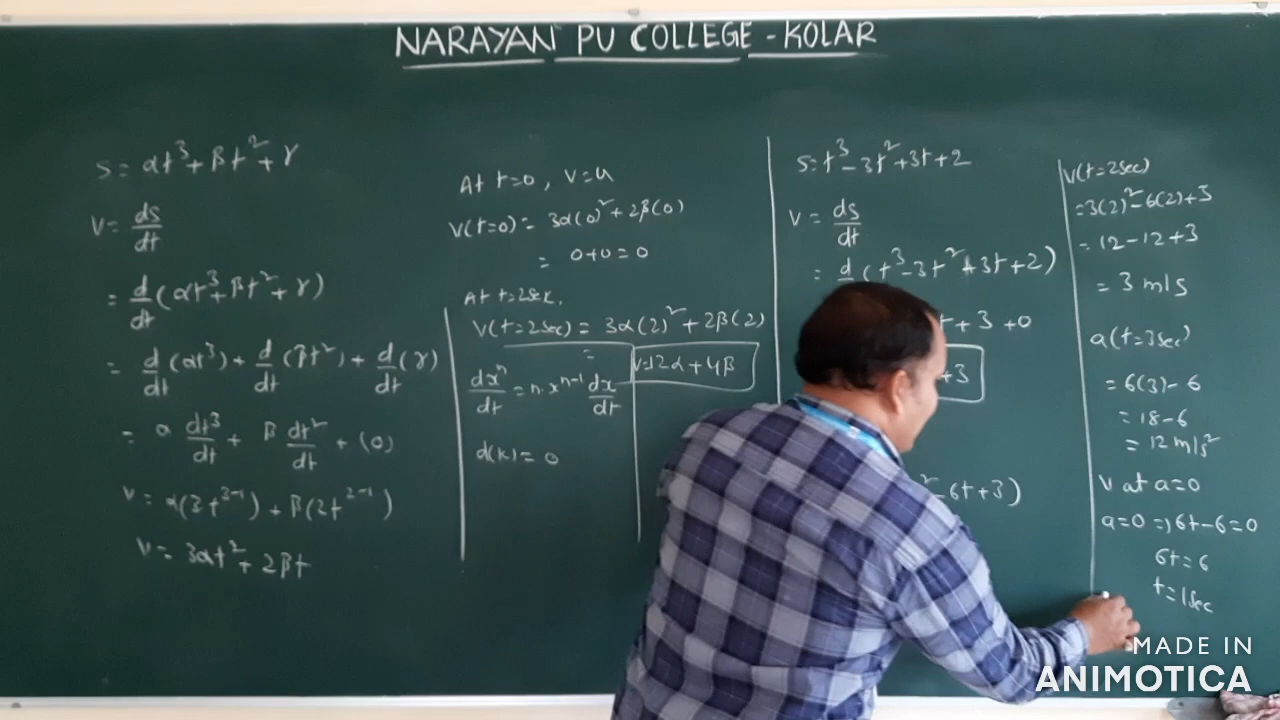 NARAYAN PU COLLEGE - KOLAR
S = αt³ + βt² + γ
V = ds/dt
= d/dt (αt³ + βt² + γ)
= d/dt (αt³) + d/dt (βt²) + d/dt (γ)
= α dt³/dt + β dt²/dt + (0)
V = α(3t³⁻¹) + β(2t²⁻¹)
V = 3αt² + 2βt
At t=0, V=u
V(t=0) = 3α(0)² + 2β(0)
= 0+0=0
At t=2sec.
V(t=2sec) = 3α(2)² + 2β(2)
=
V=12α + 4β
dxⁿ/dt = n.xⁿ⁻¹ dx/dt
d(k) = 0
S = t³ - 3t² + 3t + 2
V = ds/dt
= d/dt (t³ - 3t² + 3t + 2)
t + 3 + 0
+3
² - 6t + 3)
V(t=2sec)
= 3(2)² - 6(2) + 3
= 12 - 12 + 3
= 3 m/s
a(t=3sec)
= 6(3) - 6
= 18 - 6
= 12 m/s²
V at a=0
a=0 ⇒ 6t-6=0
6t=6
t=1sec
MADE IN
ANIMOTICA